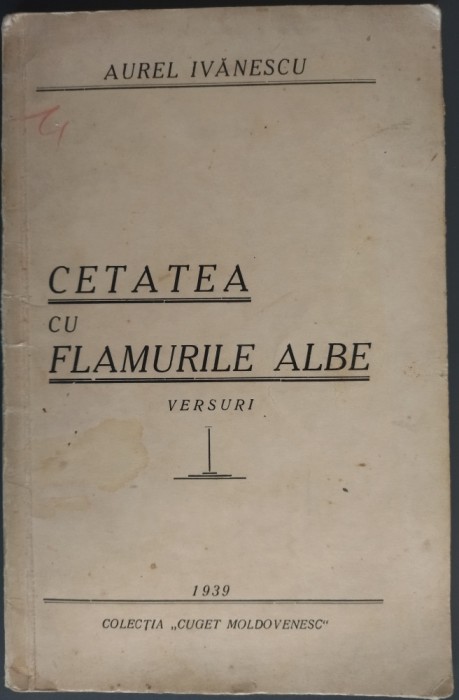 AUREL IVĂNESCU
CETATEA
CU
FLAMURILE ALBE
VERSURI
1939
COLECȚIA „CUGET MOLDOVENESC"